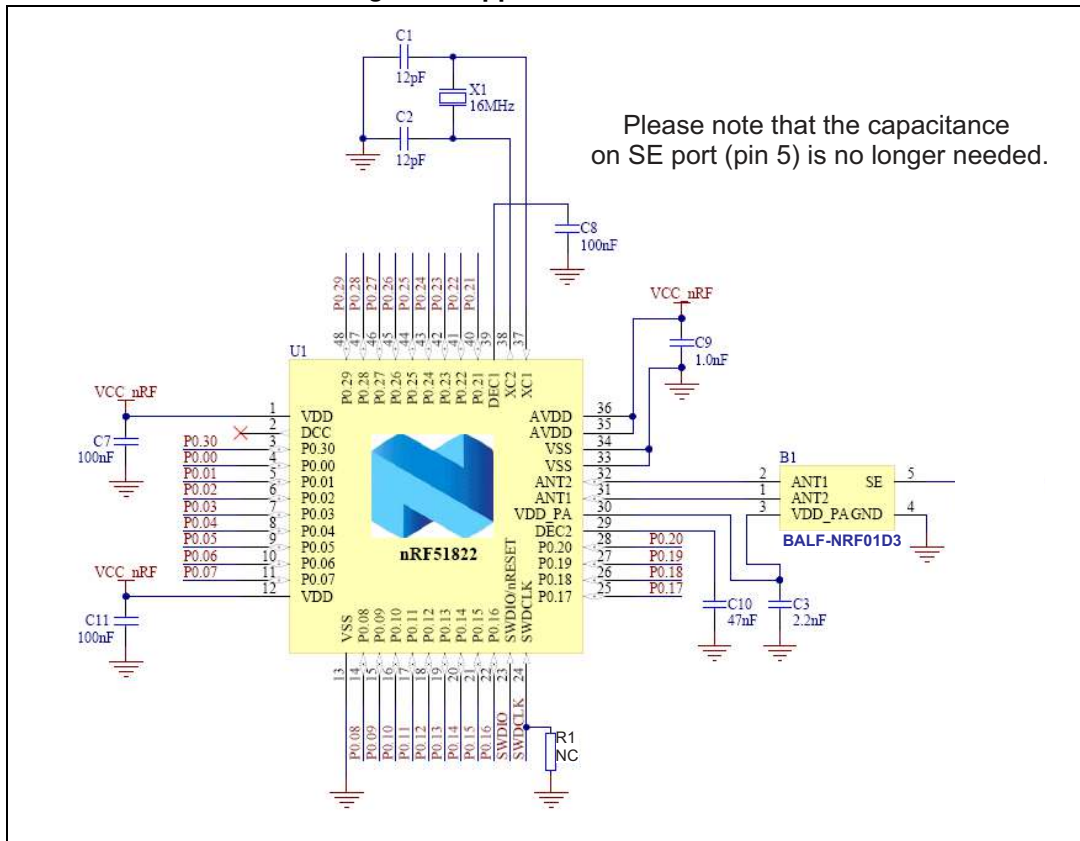 C1
12pF
X1
16MHz
C2
12pF
Please note that the capacitance
on SE port (pin 5) is no longer needed.
C8
100nF
P0.29
P0.28
P0.27
P0.26
P0.25
P0.24
P0.23
P0.22
P0.21
48
47
46
45
44
43
42
41
40
39
38
37
VCC_nRF
C9
1.0nF
U1
P0.29
P0.28
P0.27
P0.26
P0.25
P0.24
P0.23
P0.22
P0.21
DEC1
XC2
XC1
VCC_nRF
C7
100nF
1 VDD
2 DCC
P0.30 3 P0.30
P0.00 4 P0.00
P0.01 5 P0.01
P0.02 6 P0.02
P0.03 7 P0.03
P0.04 8 P0.04
P0.05 9 P0.05
P0.06 10 P0.06
P0.07 11 P0.07
VCC_nRF
12 VDD
C11
100nF
nRF51822
AVDD 36
AVDD 35
VSS 34
VSS 33
ANT2 32
ANT1 31
VDD_PA 30
DEC2 29
P0.20 28 P0.20
P0.19 27 P0.19
P0.18 26 P0.18
P0.17 25 P0.17
B1
2 ANT1 SE 5
1 ANT2
3 VDD_PA GND 4
BALF-NRF01D3
C10
47nF
C3
2.2nF
VSS
P0.08
P0.09
P0.10
P0.11
P0.12
P0.13
P0.14
P0.15
P0.16
SWDIO/nRESET
SWDCLK
13
14
15
16
17
18
19
20
21
22
23
24
P0.08
P0.09
P0.10
P0.11
P0.12
P0.13
P0.14
P0.15
P0.16
SWDIO
SWDCLK
R1
NC